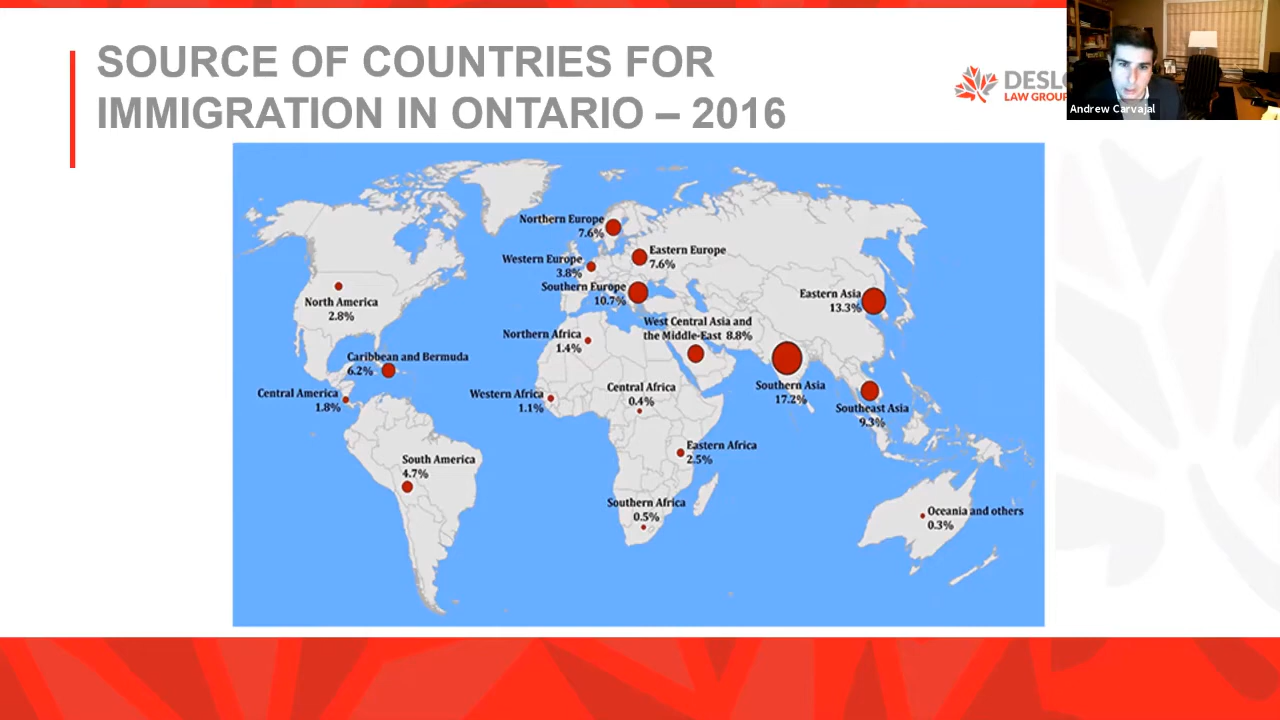 SOURCE OF COUNTRIES FOR
IMMIGRATION IN ONTARIO – 2016
DESLO
LAW GROUP
Andrew Carvajal
Northern Europe
7.6%
Eastern Europe
7.6%
Western Europe
3.8%
Southern Europe
10.7%
Eastern Asia
13.3%
North America
2.8%
West Central Asia and
the Middle-East 8.8%
Northern Africa
1.4%
Caribbean and Bermuda
6.2%
Southern Asia
17.2%
Central America
1.8%
Western Africa
1.1%
Central Africa
0.4%
Southeast Asia
9.3%
Eastern Africa
2.5%
South America
4.7%
Southern Africa
0.5%
Oceania and others
0.3%